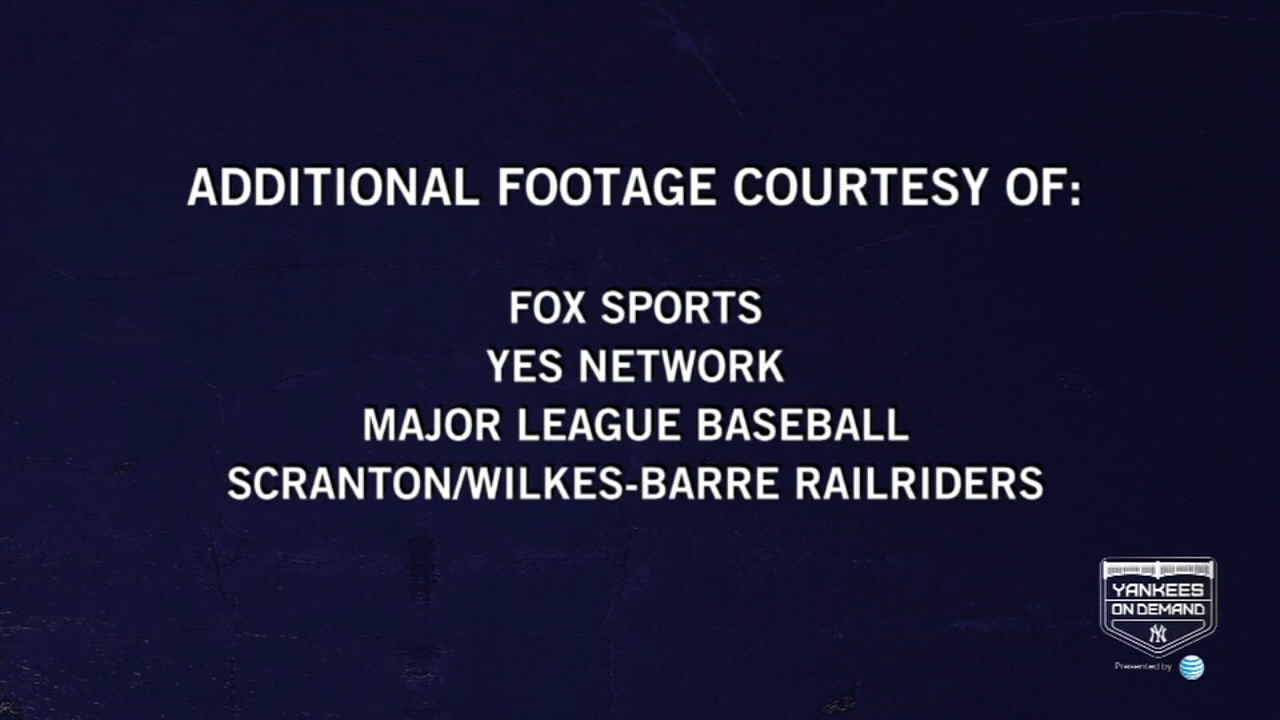 ADDITIONAL FOOTAGE COURTESY OF:
FOX SPORTS
YES NETWORK
MAJOR LEAGUE BASEBALL
SCRANTON/WILKES-BARRE RAILRIDERS
YANKEES
ON DEMAND
NY
Presented by